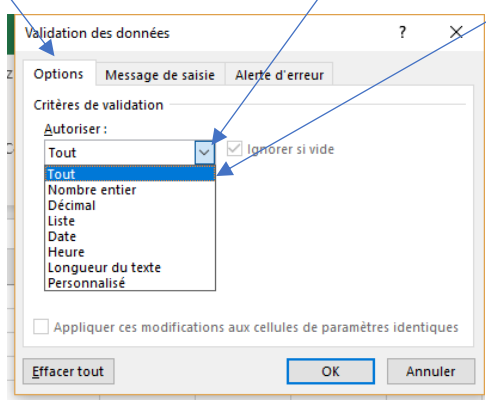 Validation des données ? X
Options Message de saisie Alerte d'erreur
Critères de validation
Autoriser :
Tout Ignorer si vide
Tout
Nombre entier
Décimal
Liste
Date
Heure
Longueur du texte
Personnalisé
Appliquer ces modifications aux cellules de paramètres identiques
Effacer tout OK Annuler